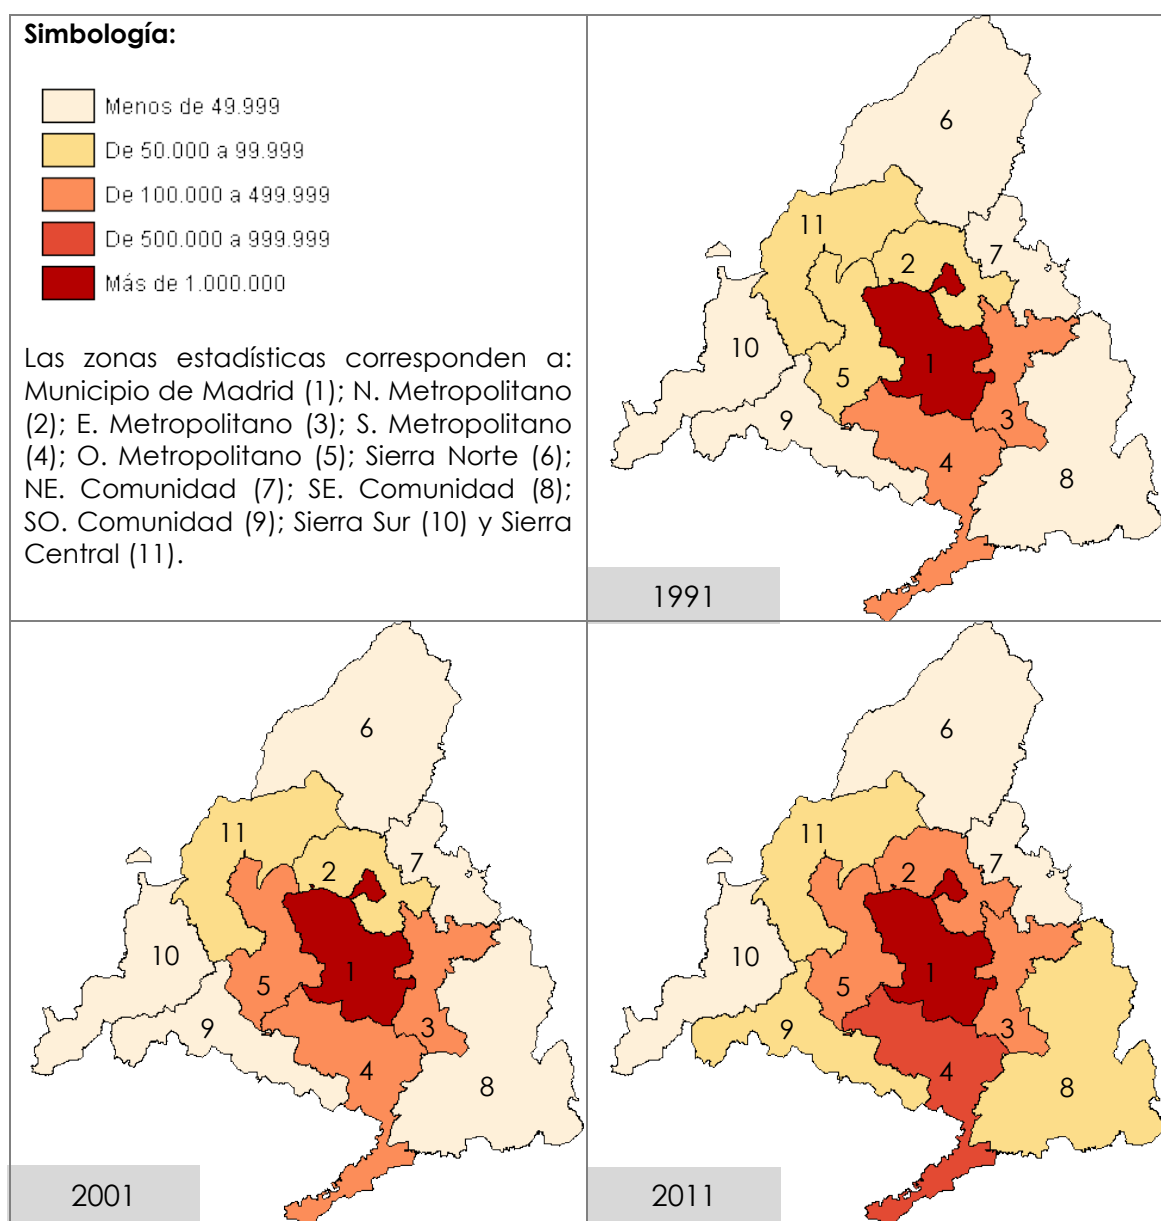 Simbología:
Menos de 49.999
De 50.000 a 99.999
De 100.000 a 499.999
De 500.000 a 999.999
Más de 1.000.000
Las zonas estadísticas corresponden a:
Municipio de Madrid (1); N. Metropolitano
(2); E. Metropolitano (3); S. Metropolitano
(4); O. Metropolitano (5); Sierra Norte (6);
NE. Comunidad (7); SE. Comunidad (8);
SO. Comunidad (9); Sierra Sur (10) y Sierra
Central (11).
6
11
7
2
10
1
5
9
3
4
8
1991
6
11
7
2
10
1
5
9
3
4
8
2001
6
11
7
2
10
1
5
9
3
4
8
2011